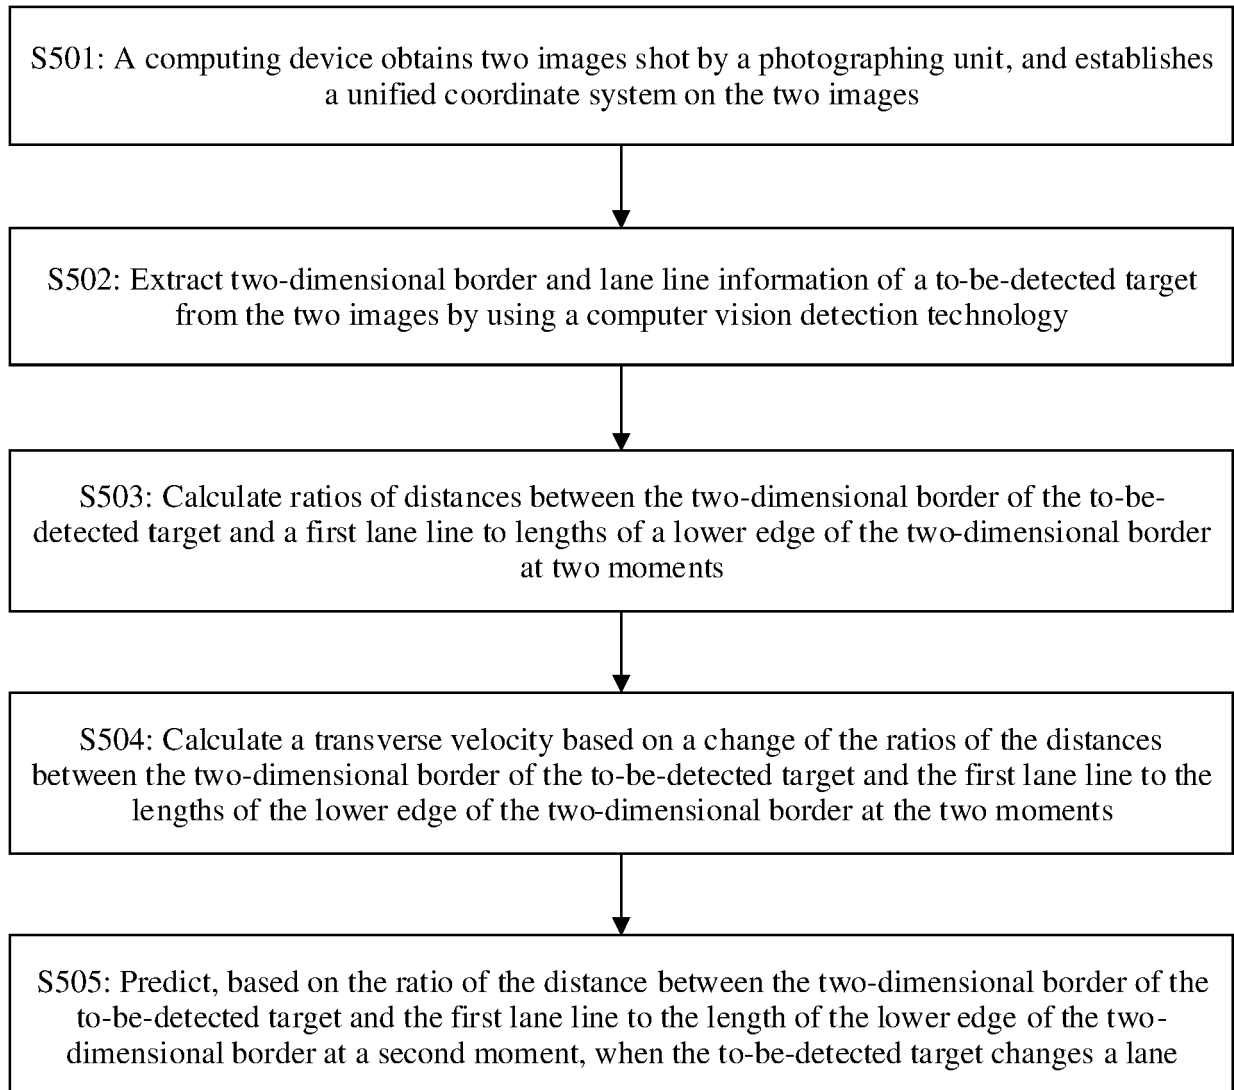 S501: A computing device obtains two images shot by a photographing unit, and establishes
a unified coordinate system on the two images
S502: Extract two-dimensional border and lane line information of a to-be-detected target
from the two images by using a computer vision detection technology
S503: Calculate ratios of distances between the two-dimensional border of the to-be-
detected target and a first lane line to lengths of a lower edge of the two-dimensional border
at two moments
S504: Calculate a transverse velocity based on a change of the ratios of the distances
between the two-dimensional border of the to-be-detected target and the first lane line to the
lengths of the lower edge of the two-dimensional border at the two moments
S505: Predict, based on the ratio of the distance between the two-dimensional border of the
to-be-detected target and the first lane line to the length of the lower edge of the two-
dimensional border at a second moment, when the to-be-detected target changes a lane